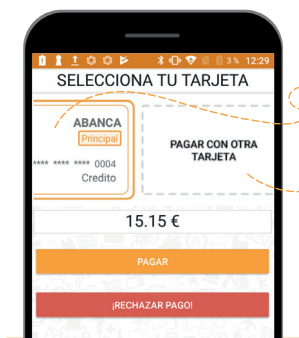 3% 12:29
SELECCIONA TU TARJETA
ABANCA
Principal
**** **** **** 0004
Credito
PAGAR CON OTRA
TARJETA
15.15 €
PAGAR
¡RECHAZAR PAGO!